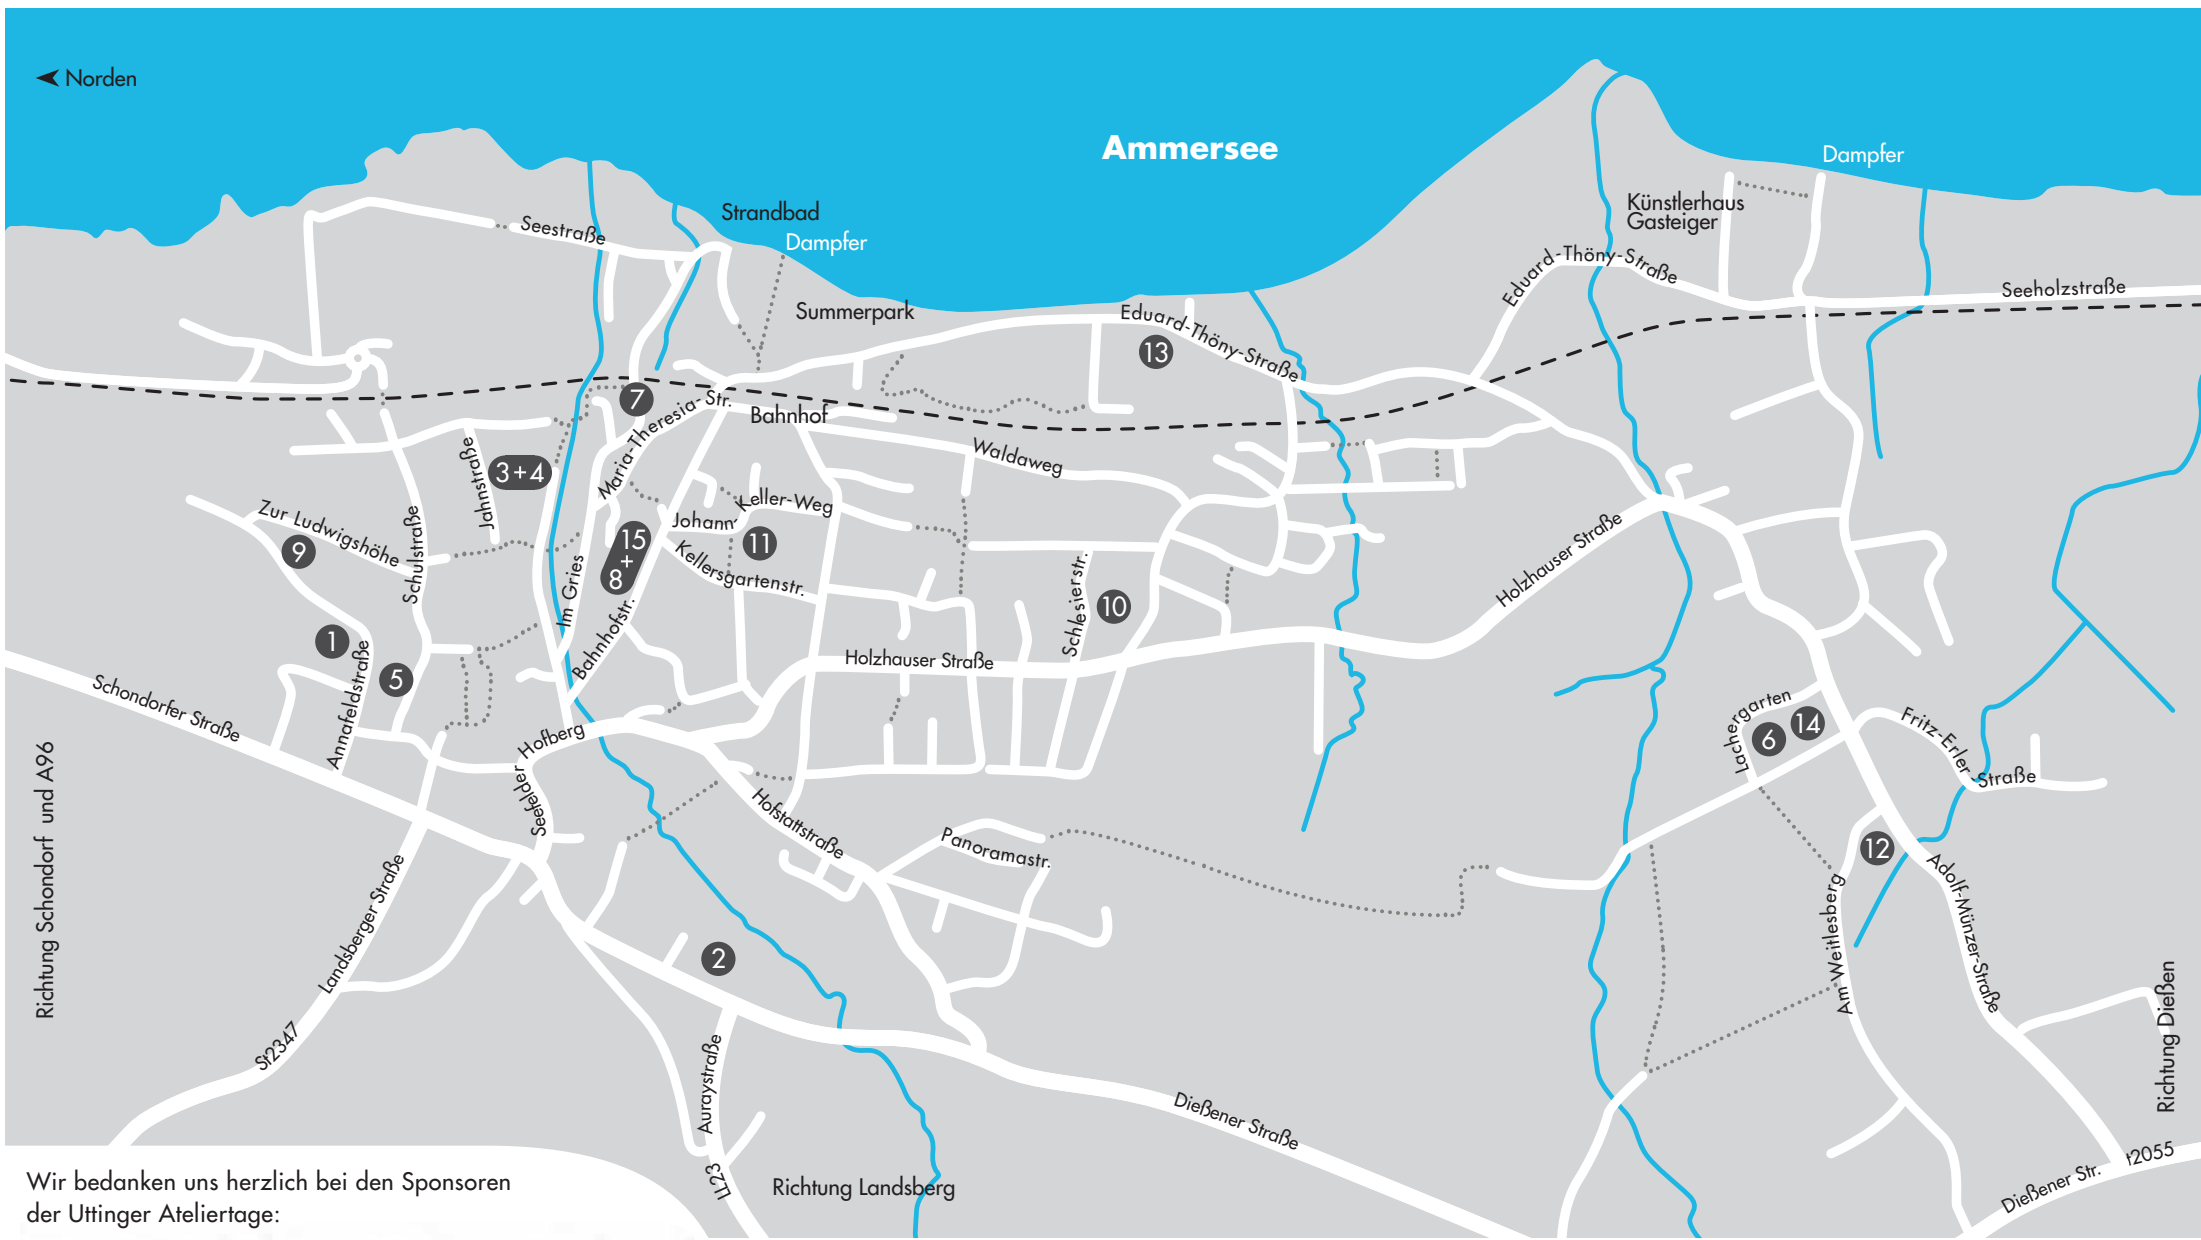 Norden
Ammersee
Dampfer
Strandbad
Dampfer
Künstlerhaus
Gasteiger
Seestraße
Eduard-Thöny-Straße
Seeholzstraße
Summerpark
Eduard-Thöny-Straße
13
7
Maria-Theresia-Str.
Bahnhof
Waldaweg
Jahnstraße
3+4
Zur Ludwigshöhe
9
Schulstraße
Johann-Keller-Weg
11
15
+
8
Kellersgartenstr.
Im Gries
Bahnhofstr.
Schlesierstr.
10
Holzhauser Straße
Holzhauser Straße
1
5
Annafeldstraße
Schondorfer Straße
Richtung Schondorf und A96
Seefelder Hofberg
Lachergarten
6
14
Fritz-Erler-Straße
Hofstattstraße
Panoramastr.
12
Am Weitlesberg
Adolf-Münzer-Straße
Landsberger Straße
St2347
2
Auraystraße
LL23
Richtung Landsberg
Dießener Straße
Richtung Dießen
Dießener Str.
t2055
Wir bedanken uns herzlich bei den Sponsoren
der Uttinger Ateliertage: